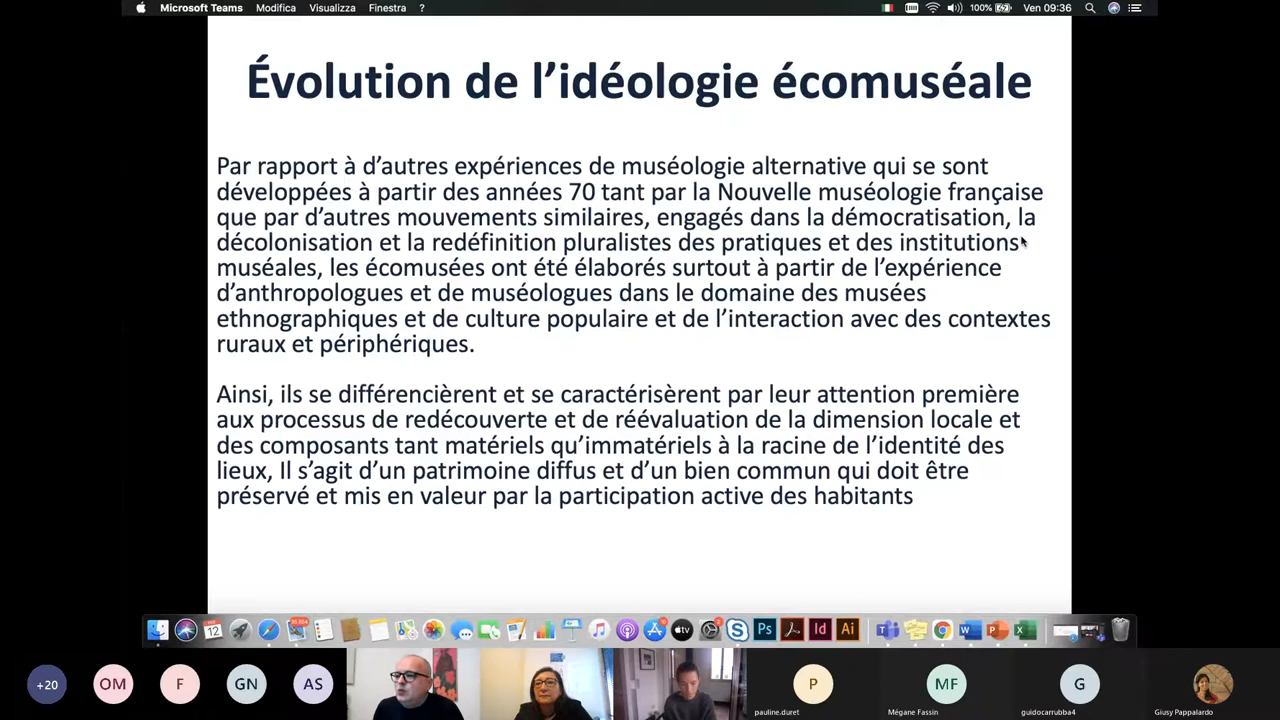 Microsoft Teams Modifica Visualizza Finestra ? 100% Ven 09:36
Évolution de l’idéologie écomuséale
Par rapport à d’autres expériences de muséologie alternative qui se sont
développées à partir des années 70 tant par la Nouvelle muséologie française
que par d’autres mouvements similaires, engagés dans la démocratisation, la
décolonisation et la redéfinition pluralistes des pratiques et des institutions
muséales, les écomusées ont été élaborés surtout à partir de l’expérience
d’anthropologues et de muséologues dans le domaine des musées
ethnographiques et de culture populaire et de l’interaction avec des contextes
ruraux et périphériques.
Ainsi, ils se différencièrent et se caractérisèrent par leur attention première
aux processus de redécouverte et de réévaluation de la dimension locale et
des composants tant matériels qu’immatériels à la racine de l’identité des
lieux, Il s’agit d’un patrimoine diffus et d’un bien commun qui doit être
préservé et mis en valeur par la participation active des habitants
12 tv Ps Id Ai
+20 OM F GN AS P MF G
pauline.duret Mégane Fassin guidocarrubba4 Giusy Pappalardo